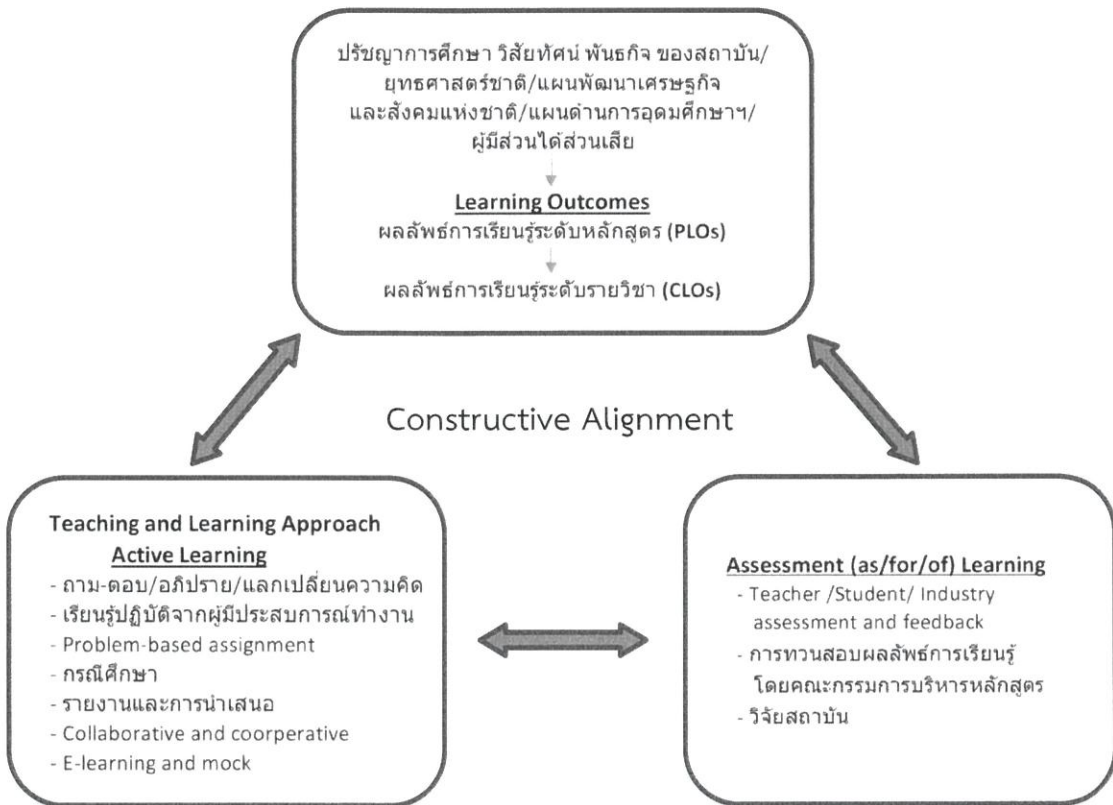 ปรัชญาการศึกษา วิสัยทัศน์ พันธกิจ ของสถาบัน/
ยุทธศาสตร์ชาติ/แผนพัฒนาเศรษฐกิจ
และสังคมแห่งชาติ/แผนด้านการอุดมศึกษาฯ/
ผู้มีส่วนได้ส่วนเสีย
Learning Outcomes
ผลลัพธ์การเรียนรู้ระดับหลักสูตร (PLOs)
ผลลัพธ์การเรียนรู้ระดับรายวิชา (CLOs)
Constructive Alignment
Teaching and Learning Approach
Active Learning
- ถาม-ตอบ/อภิปราย/แลกเปลี่ยนความคิด
- เรียนรู้ปฏิบัติจากผู้มีประสบการณ์ทำงาน
- Problem-based assignment
- กรณีศึกษา
- รายงานและการนำเสนอ
- Collaborative and coorperative
- E-learning and mock
Assessment (as/for/of) Learning
- Teacher /Student/ Industry
assessment and feedback
- การทวนสอบผลลัพธ์การเรียนรู้
โดยคณะกรรมการบริหารหลักสูตร
- วิจัยสถาบัน